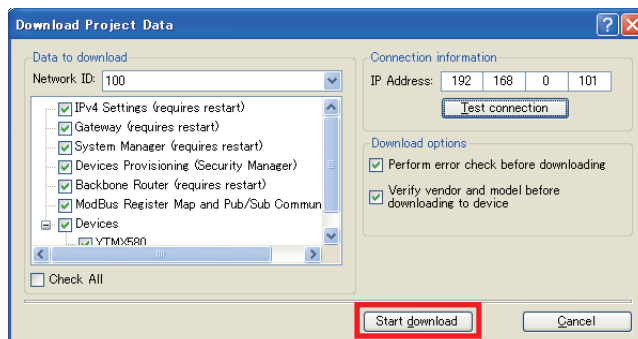 Download Project Data
Data to download
Network ID: 100
IPv4 Settings (requires restart)
Gateway (requires restart)
System Manager (requires restart)
Devices Provisioning (Security Manager)
Backbone Router (requires restart)
ModBus Register Map and Pub/Sub Commun
Devices
YTMX580
Check All
Connection information
IP Address: 192 168 0 101
Test connection
Download options
Perform error check before downloading
Verify vendor and model before
downloading to device
Start download
Cancel